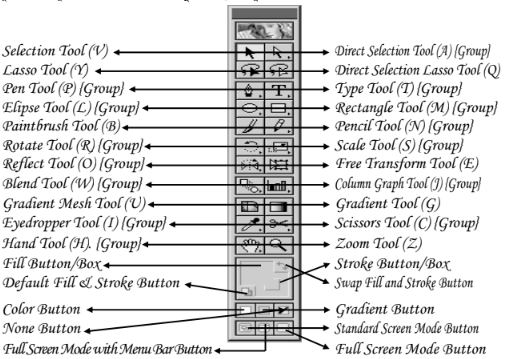 Selection Tool (V) Direct Selection Tool (A) [Group]
Lasso Tool (Y) Direct Selection Lasso Tool (Q)
Pen Tool (P) [Group] Type Tool (T) [Group]
Elipse Tool (L) [Group] Rectangle Tool (M) [Group]
Paintbrush Tool (B) Pencil Tool (N) [Group]
Rotate Tool (R) [Group] Scale Tool (S) [Group]
Reflect Tool (O) [Group] Free Transform Tool (E)
Blend Tool (W) [Group] Column Graph Tool (J) [Group]
Gradient Mesh Tool (U) Gradient Tool (G)
Eyedropper Tool (I) [Group] Scissors Tool (C) [Group]
Hand Tool (H). [Group] Zoom Tool (Z)
Fill Button/Box Stroke Button/Box
Default Fill & Stroke Button Swap Fill and Stroke Button
Color Button Gradient Button
None Button Standard Screen Mode Button
Full Screen Mode with Menu Bar Button Full Screen Mode Button